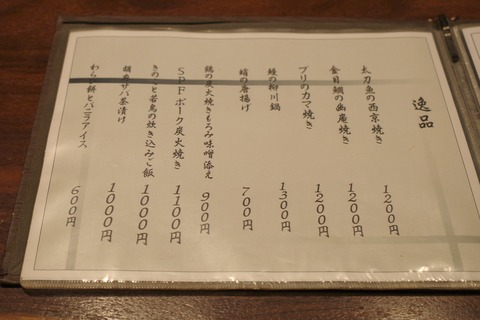 逸品
太刀魚の西京焼き 1200円
金目鯛の幽庵焼き 1200円
ブリのカマ焼き 1200円
鰻の柳川鍋 1300円
蛸の唐揚げ 700円
鶏の炭火焼きもろみ味噌添え 900円
SPFポーク炭火焼き 1100円
きのこと若鳥の炊き込みご飯 1000円
胡麻サバ茶漬け 1000円
わらび餅とバニラアイス 600円